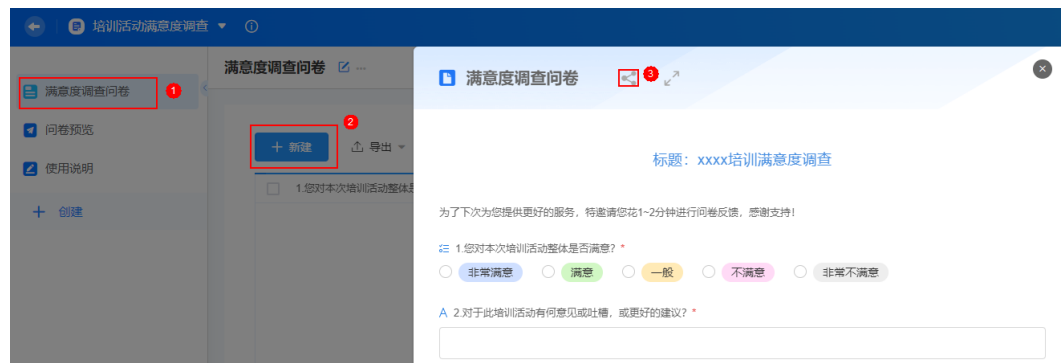 培训活动满意度调查
满意度调查问卷
1
问卷预览
使用说明
创建
满意度调查问卷
2
新建
导出
1.您对本次培训活动整体是
满意度调查问卷
3
标题：xxxx培训满意度调查
为了下次为您提供更好的服务，特邀请您花1~2分钟进行问卷反馈，感谢支持！
1.您对本次培训活动整体是否满意？*
非常满意 满意 一般 不满意 非常不满意
A 2.对于此培训活动有何意见或吐槽，或更好的建议？*